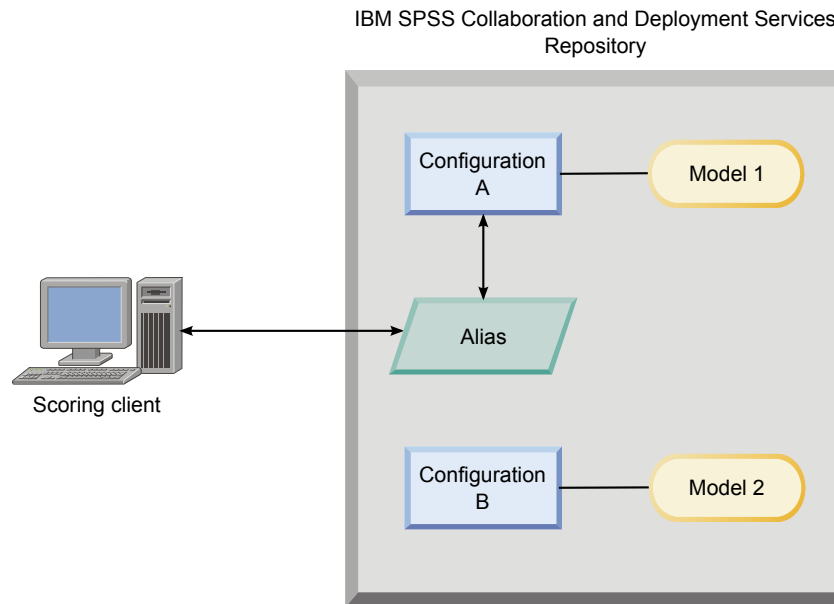 IBM SPSS Collaboration and Deployment Services
Repository
Configuration
A
Model 1
Alias
Scoring client
Configuration
B
Model 2